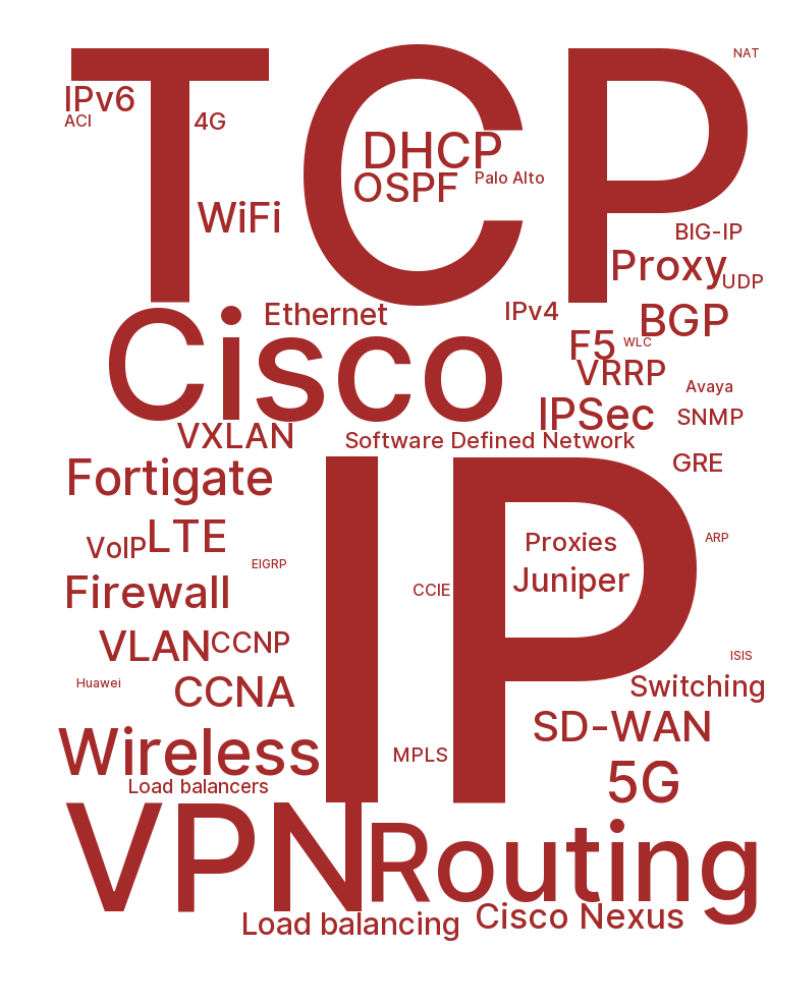 TCP
NAT
IPv6
ACI
4G
DHCP
OSPF
Palo Alto
WiFi
BIG-IP
Proxy
UDP
Ethernet
IPv4
BGP
Cisco
F5
WLC
VRRP
Avaya
IPSec
SNMP
VXLAN
Software Defined Network
GRE
Fortigate
IP
VoIP
LTE
Proxies
ARP
EIGRP
Juniper
Firewall
CCIE
VLAN
CCNP
ISIS
Huawei
CCNA
Switching
SD-WAN
Wireless
MPLS
5G
Load balancers
VPN
Routing
Load balancing
Cisco Nexus